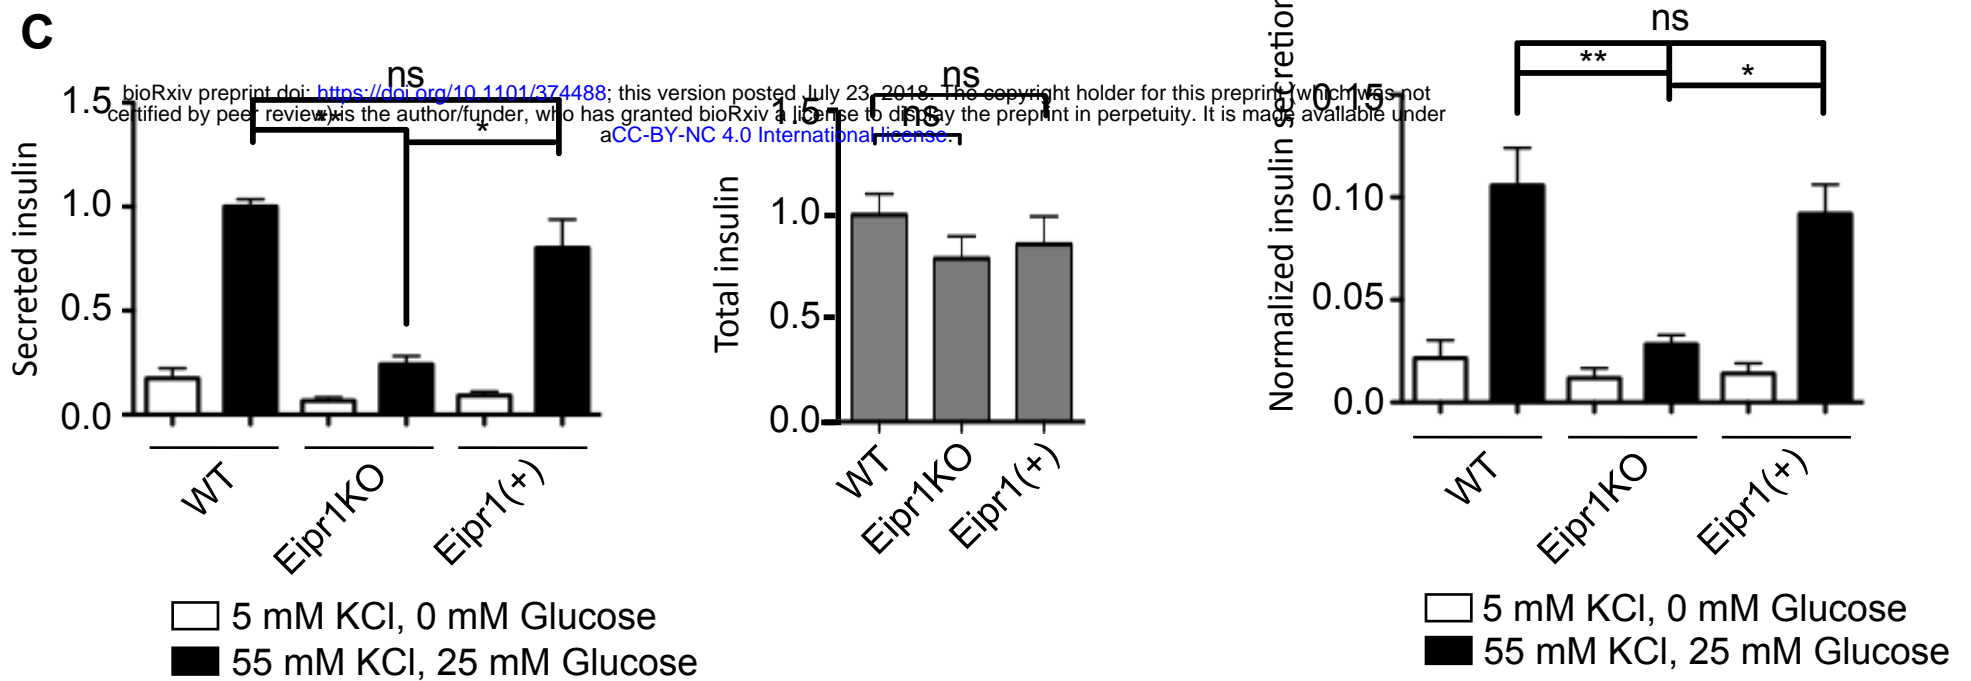 C
bioRxiv preprint doi: https://doi.org/10.1101/374488; this version posted July 23, 2018. The copyright holder for this preprint (which was not
certified by peer review) is the author/funder, who has granted bioRxiv a license to display the preprint in perpetuity. It is made available under
aCC-BY-NC 4.0 International license.
ns
**
*
Secreted insulin
1.5
1.0
0.5
0.0
WT
Eipr1KO
Eipr1(+)
5 mM KCl, 0 mM Glucose
55 mM KCl, 25 mM Glucose
ns
ns
Total insulin
1.5
1.0
0.5
0.0
WT
Eipr1KO
Eipr1(+)
ns
**
*
Normalized insulin secretion
0.15
0.10
0.05
0.0
WT
Eipr1KO
Eipr1(+)
5 mM KCl, 0 mM Glucose
55 mM KCl, 25 mM Glucose